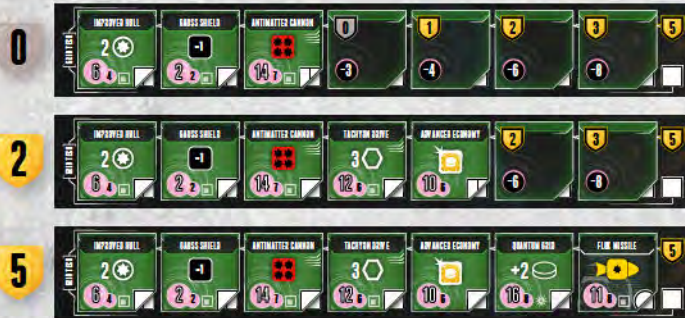 0
IMPROVED HULL GAUSS SHIELD ANTIMATTER CANNON 0 1 2 3 5
2 -1 -3 -4 -6 -8
6 4 2 2 14 7
2
IMPROVED HULL GAUSS SHIELD ANTIMATTER CANNON TACHYON DRIVE ADVANCED ECONOMY 2 3 5
2 -1 3 -6 -8
6 4 2 2 14 7 12 6 10 6
5
IMPROVED HULL GAUSS SHIELD ANTIMATTER CANNON TACHYON DRIVE ADVANCED ECONOMY QUANTUM GRID FLUX MISSILE 5
2 -1 3 +2
6 4 2 2 14 7 12 6 10 6 16 8 11